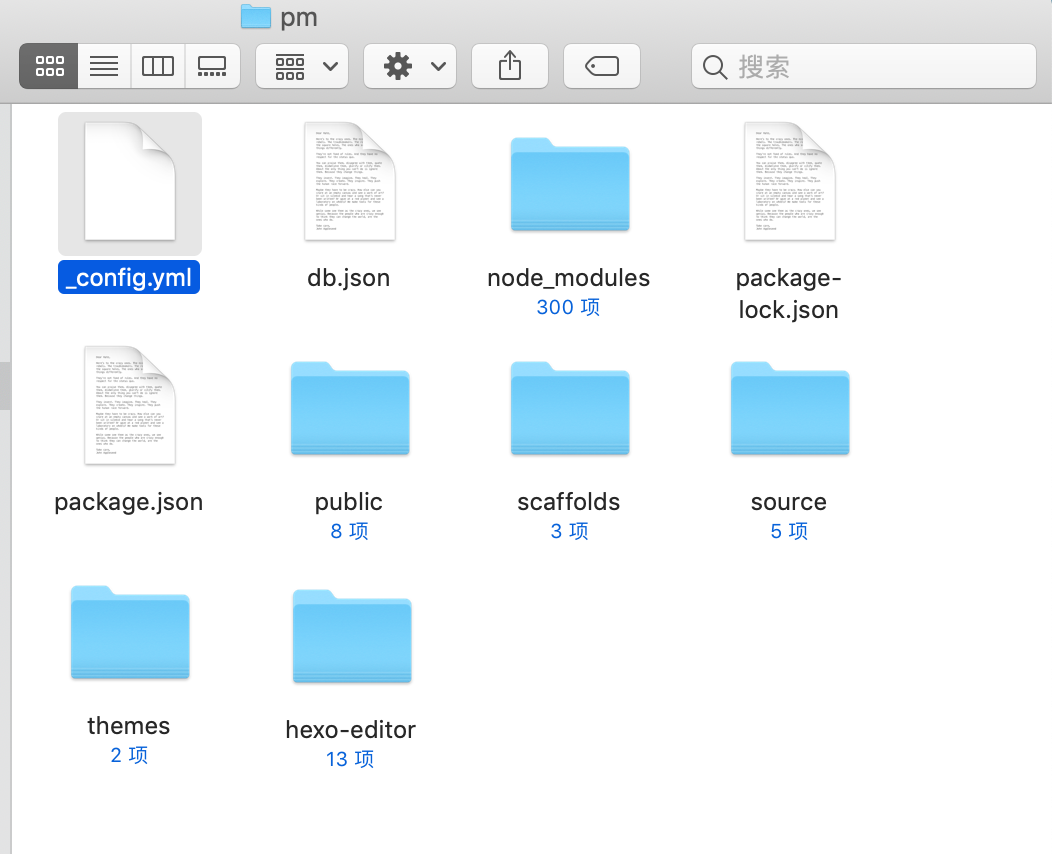 pm
搜索
_config.yml
db.json
node_modules
300 项
package-
lock.json
package.json
public
8 项
scaffolds
3 项
source
5 项
themes
2 项
hexo-editor
13 项